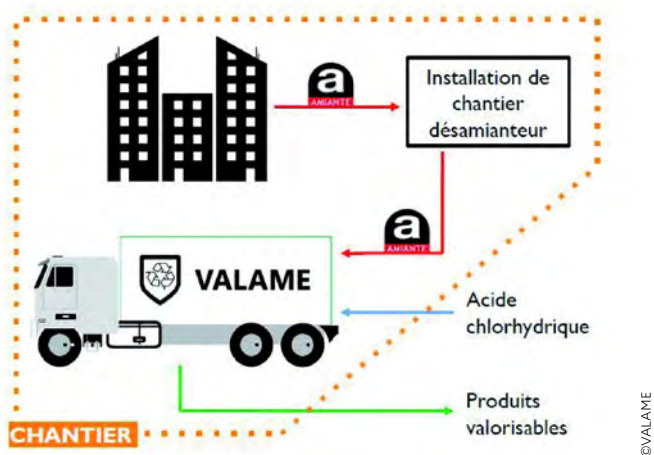 a
AMIANTE
Installation de
chantier
désamianteur
a
AMIANTE
VALAME
Acide
chlorhydrique
Produits
valorisables
CHANTIER
©VALAME